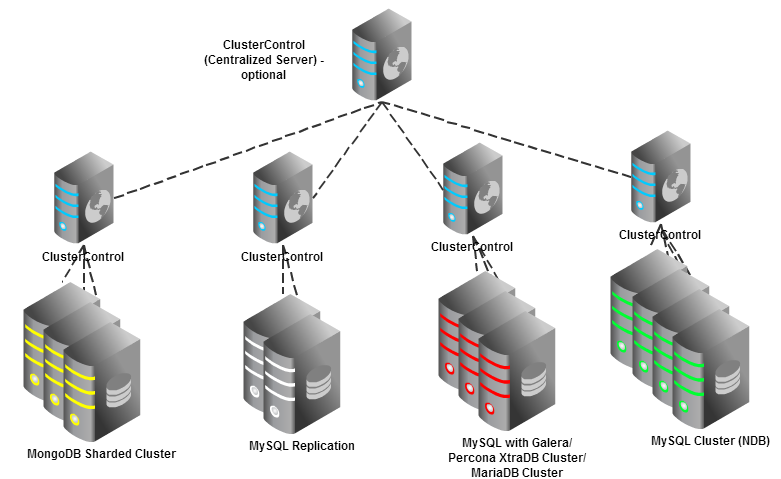 ClusterControl
(Centralized Server) -
optional
ClusterControl
ClusterControl
ClusterControl
ClusterControl
MongoDB Sharded Cluster
MySQL Replication
MySQL with Galera/
Percona XtraDB Cluster/
MariaDB Cluster
MySQL Cluster (NDB)